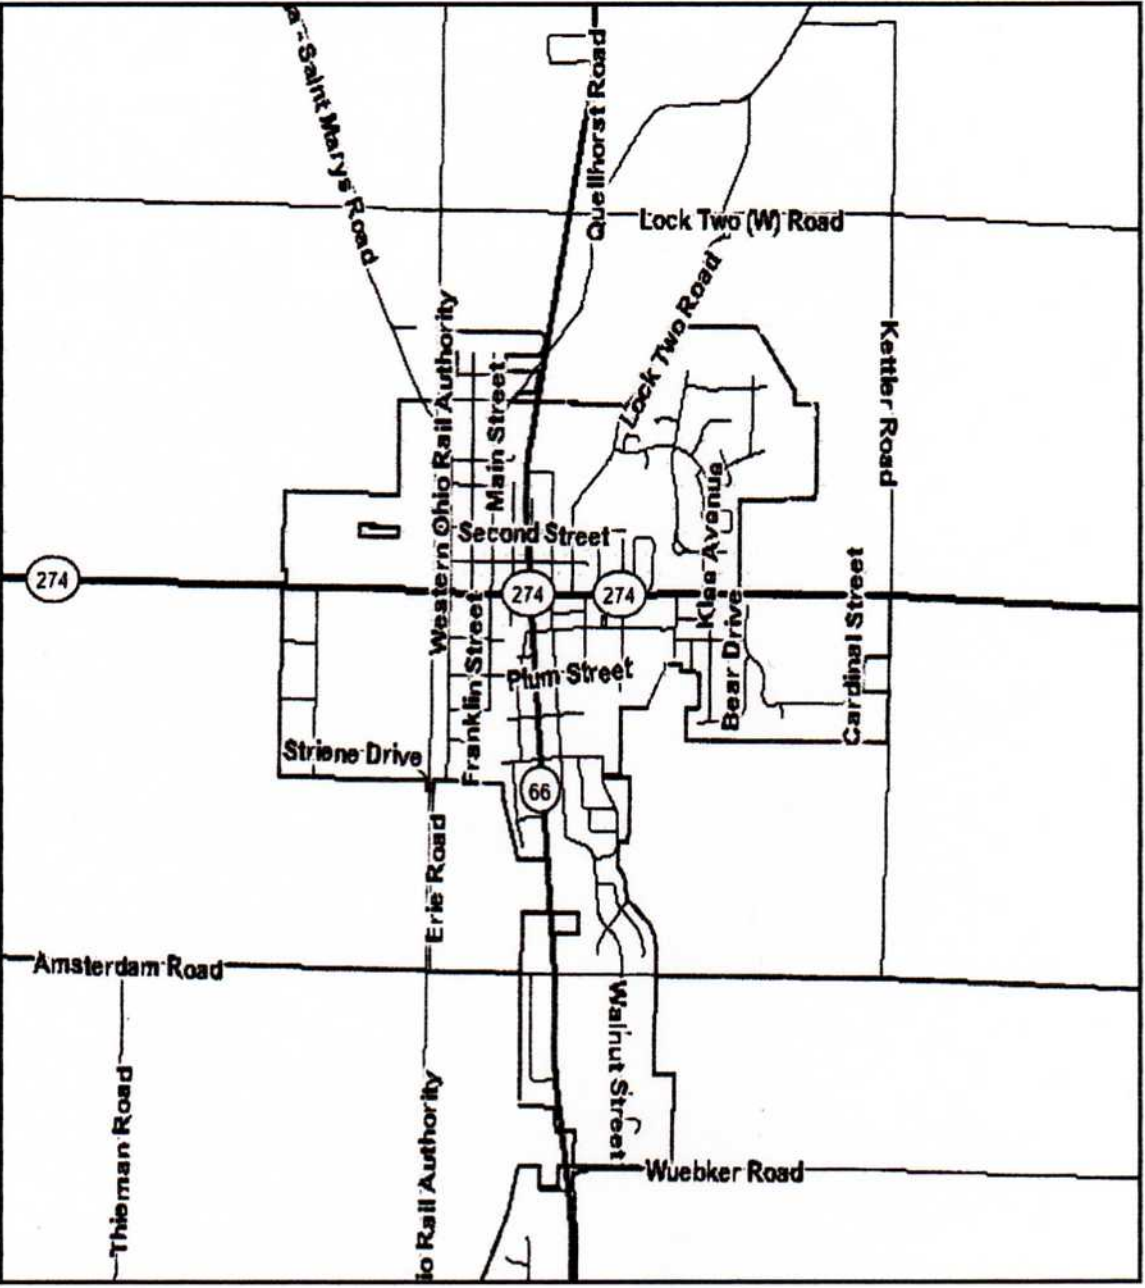 a - Saint Marys Road
Quellhorst Road
Lock Two (W) Road
Lock Two Road
Kettler Road
Western Ohio Rail Authority
Main Street
Second Street
Klee Avenue
274
274
274
Franklin Street
Plum Street
Bear Drive
Cardinal Street
Striene Drive
66
Erie Road
Amsterdam Road
Walnut Street
Thieman Road
io Rail Authority
Wuebker Road